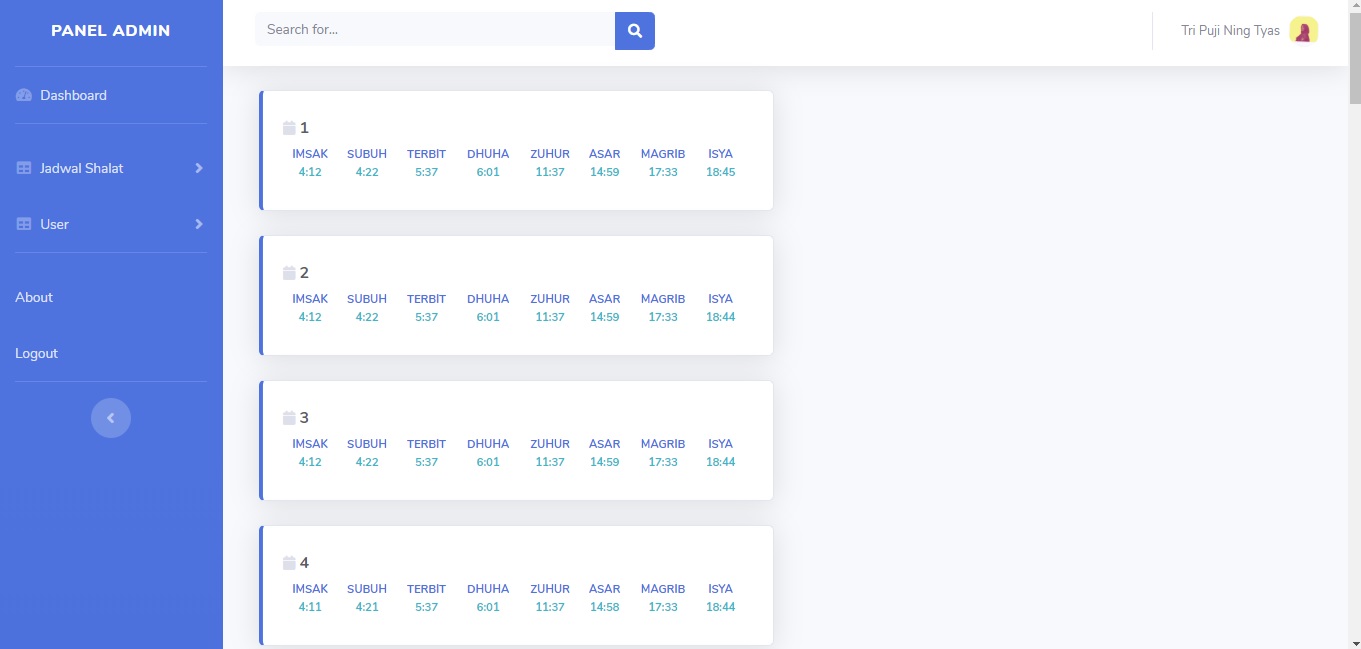 PANEL ADMIN
Dashboard
Jadwal Shalat
User
About
Logout
Search for...
Tri Puji Ning Tyas
1
IMSAK SUBUH TERBIT DHUHA ZUHUR ASAR MAGRIB ISYA
4:12 4:22 5:37 6:01 11:37 14:59 17:33 18:45
2
IMSAK SUBUH TERBIT DHUHA ZUHUR ASAR MAGRIB ISYA
4:12 4:22 5:37 6:01 11:37 14:59 17:33 18:44
3
IMSAK SUBUH TERBIT DHUHA ZUHUR ASAR MAGRIB ISYA
4:12 4:22 5:37 6:01 11:37 14:59 17:33 18:44
4
IMSAK SUBUH TERBIT DHUHA ZUHUR ASAR MAGRIB ISYA
4:11 4:21 5:37 6:01 11:37 14:58 17:33 18:44